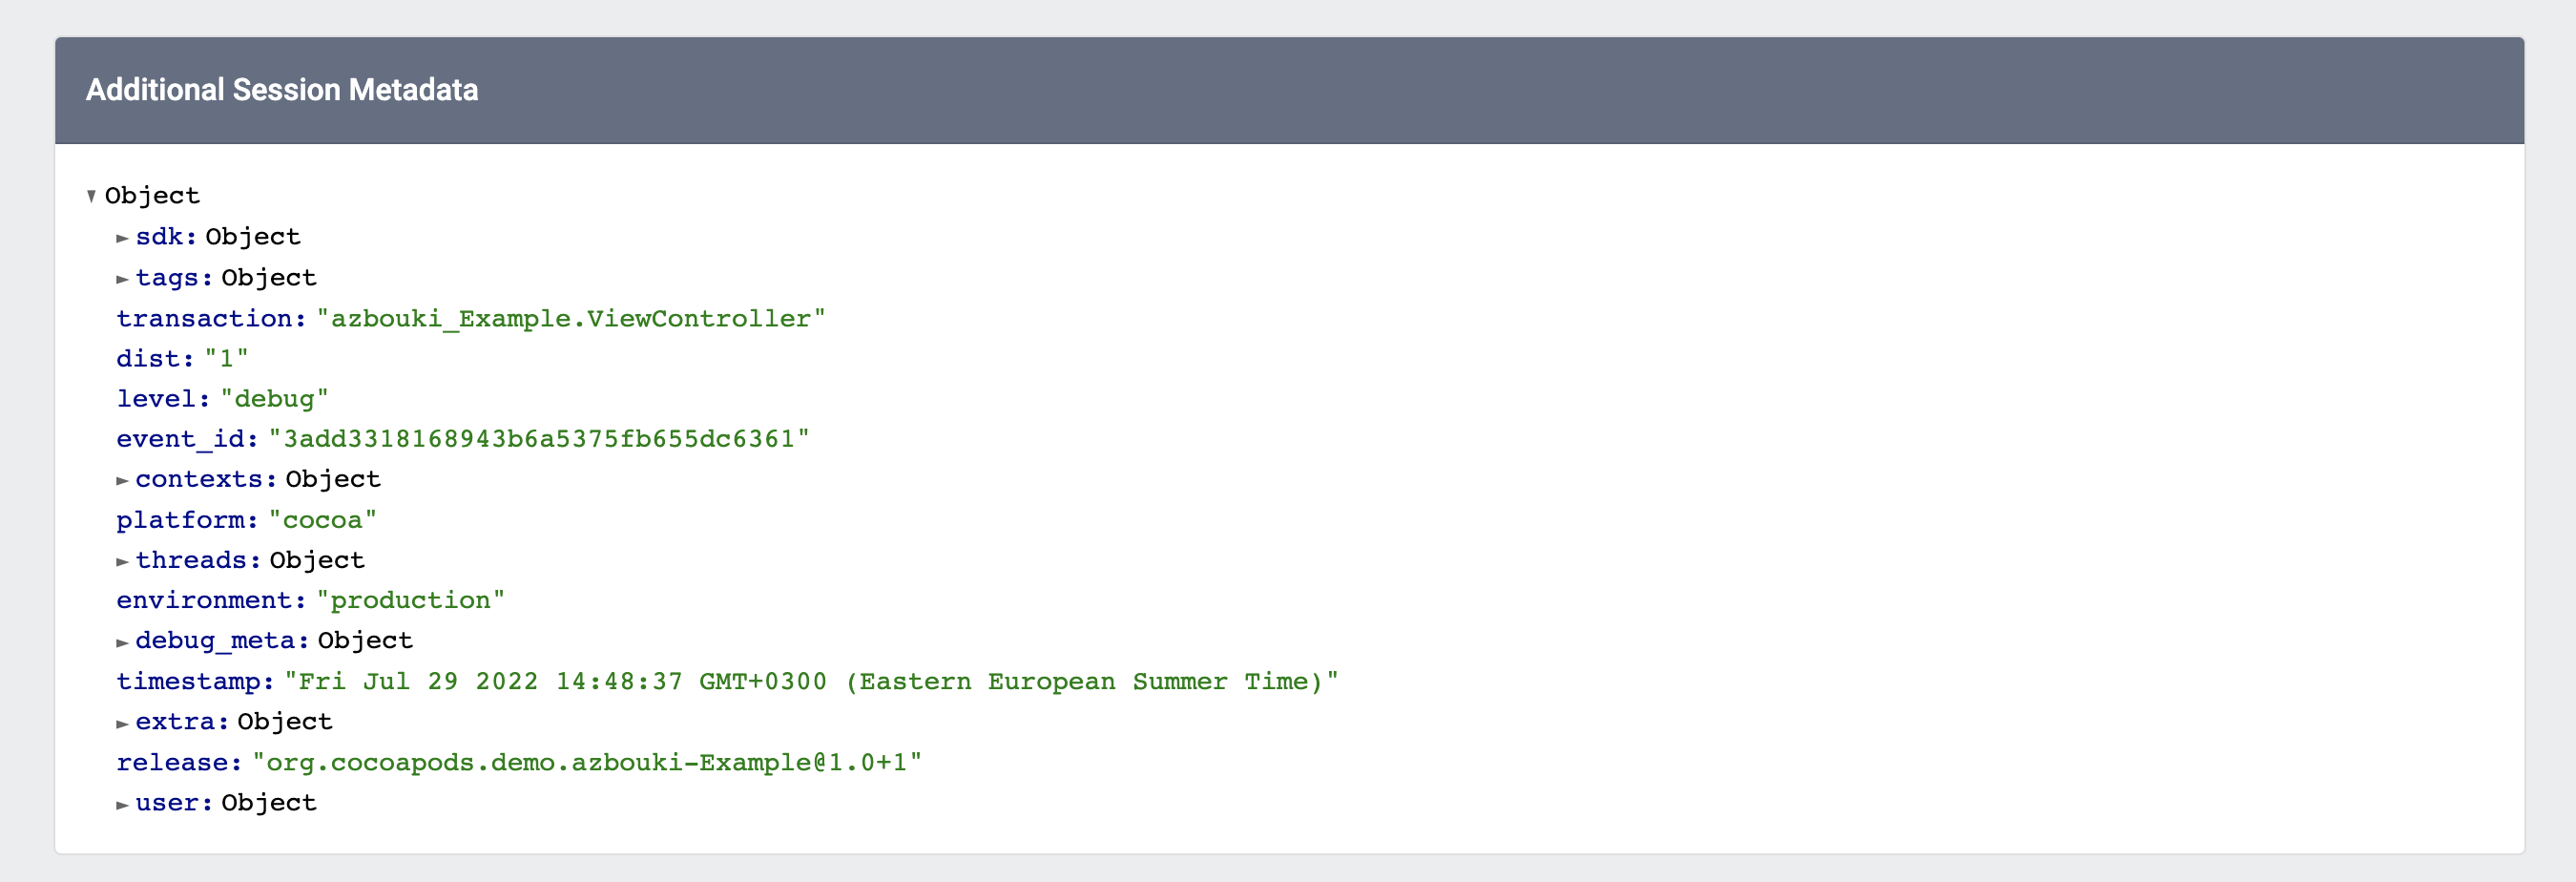 Additional Session Metadata
▼ Object
► sdk: Object
► tags: Object
transaction: "azbouki_Example.ViewController"
dist: "1"
level: "debug"
event_id: "3add3318168943b6a5375fb655dc6361"
► contexts: Object
platform: "cocoa"
► threads: Object
environment: "production"
► debug_meta: Object
timestamp: "Fri Jul 29 2022 14:48:37 GMT+0300 (Eastern European Summer Time)"
► extra: Object
release: "org.cocoapods.demo.azbouki-Example@1.0+1"
► user: Object